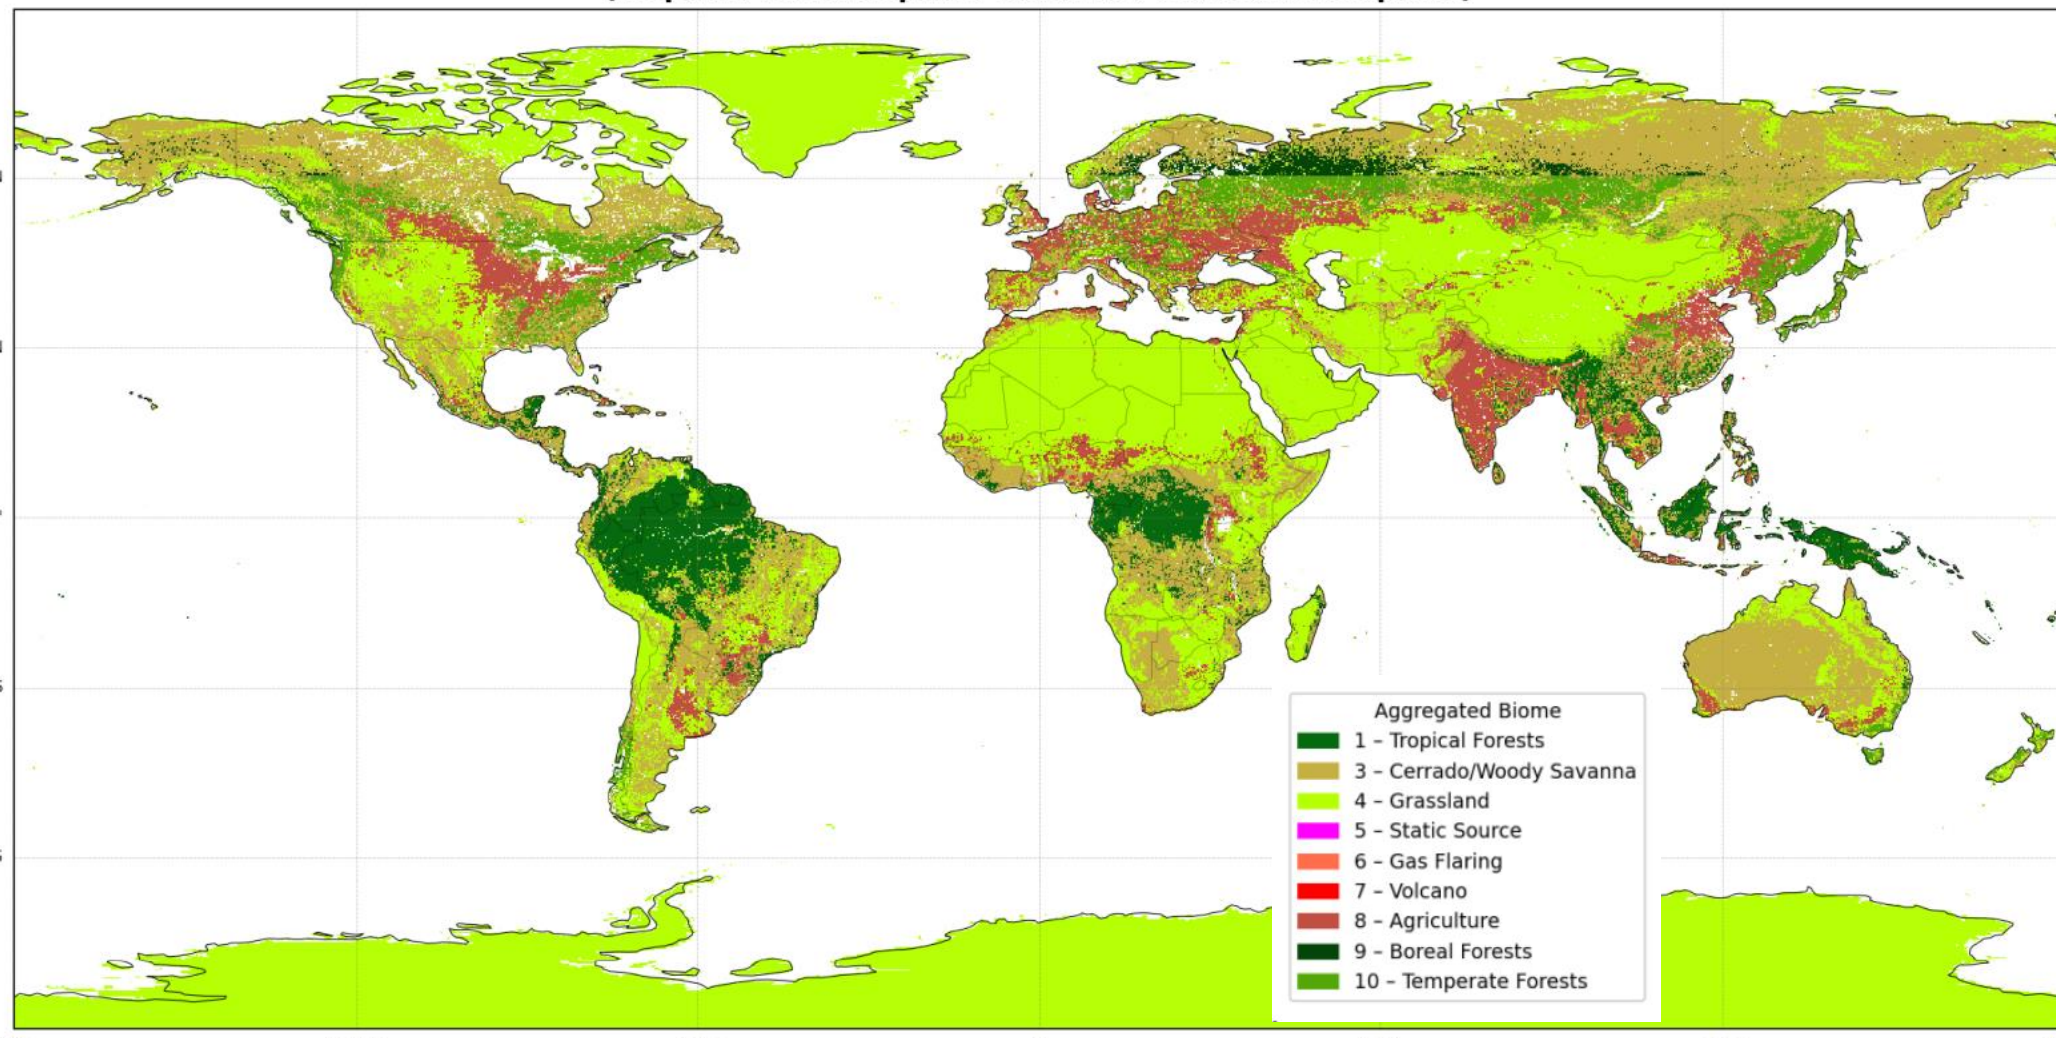 Aggregated Biome
1 – Tropical Forests
3 – Cerrado/Woody Savanna
4 – Grassland
5 – Static Source
6 – Gas Flaring
7 – Volcano
8 – Agriculture
9 – Boreal Forests
10 – Temperate Forests